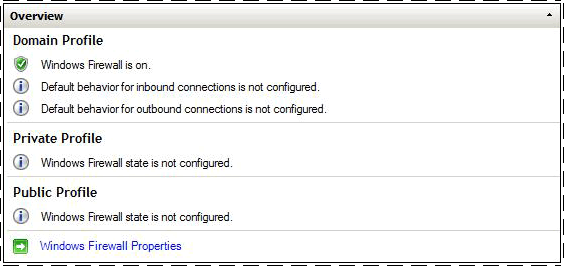 Overview
Domain Profile
Windows Firewall is on.
Default behavior for inbound connections is not configured.
Default behavior for outbound connections is not configured.
Private Profile
Windows Firewall state is not configured.
Public Profile
Windows Firewall state is not configured.
Windows Firewall Properties